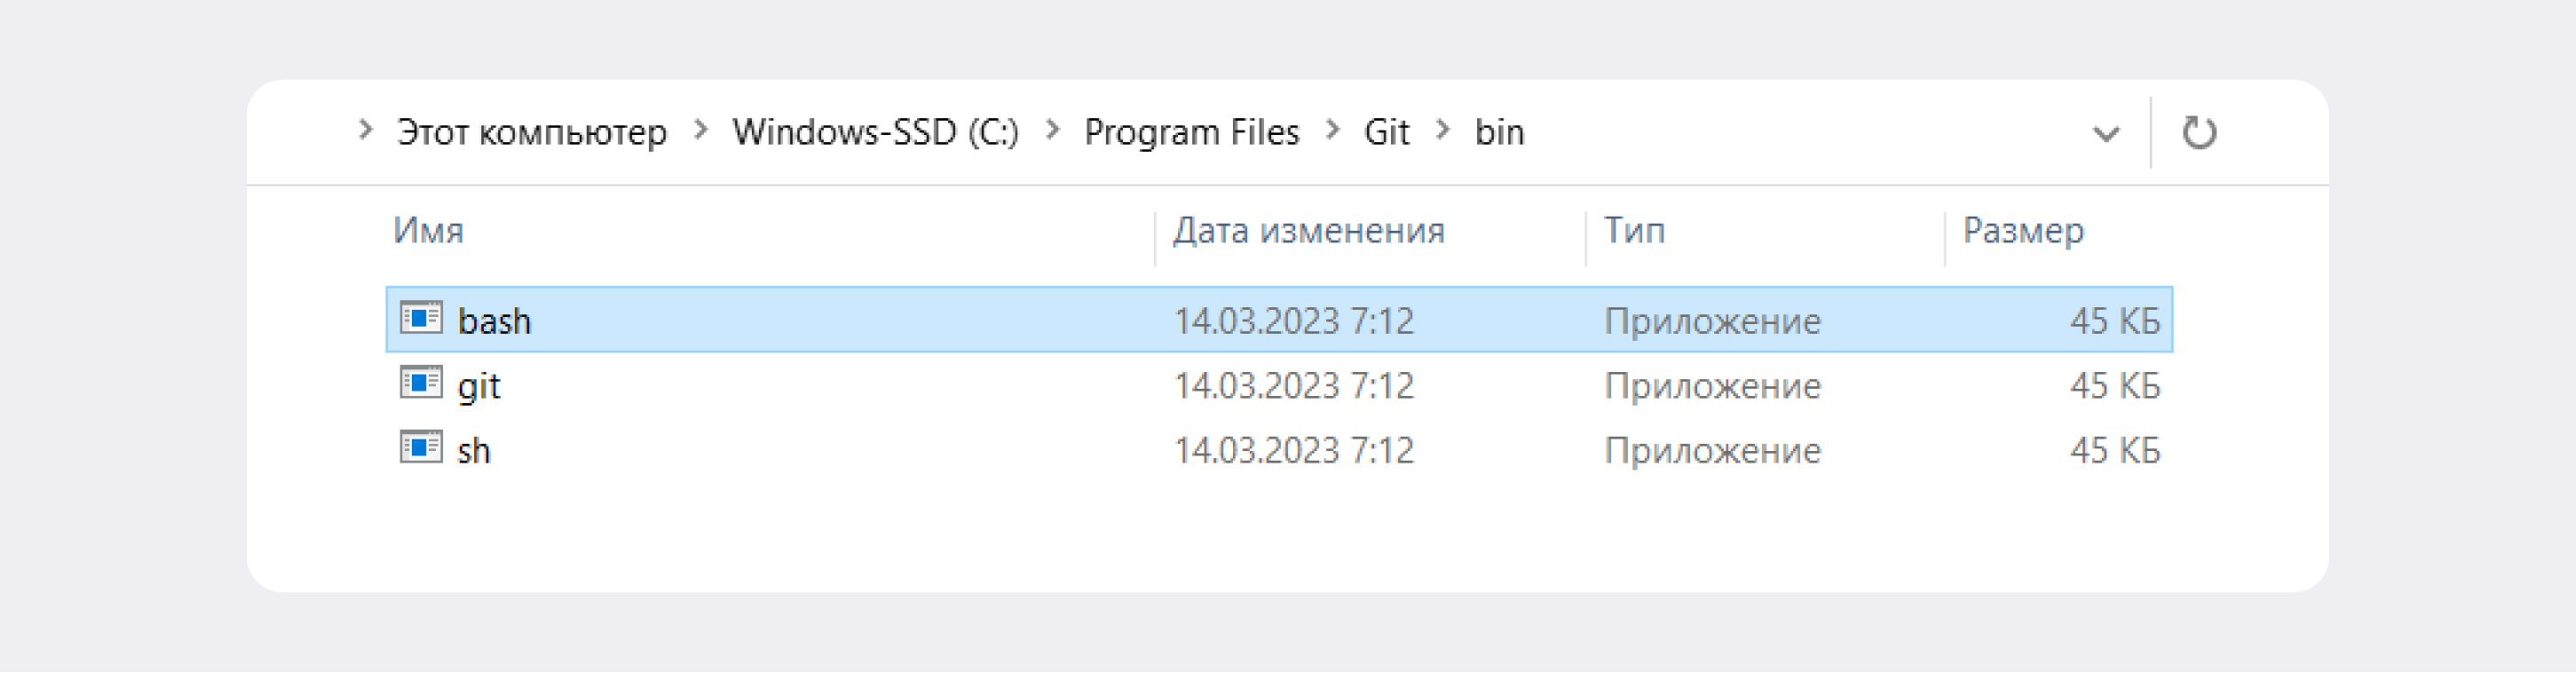 Этот компьютер > Windows-SSD (C:) > Program Files > Git > bin
Имя Дата изменения Тип Размер
bash 14.03.2023 7:12 Приложение 45 КБ
git 14.03.2023 7:12 Приложение 45 КБ
sh 14.03.2023 7:12 Приложение 45 КБ